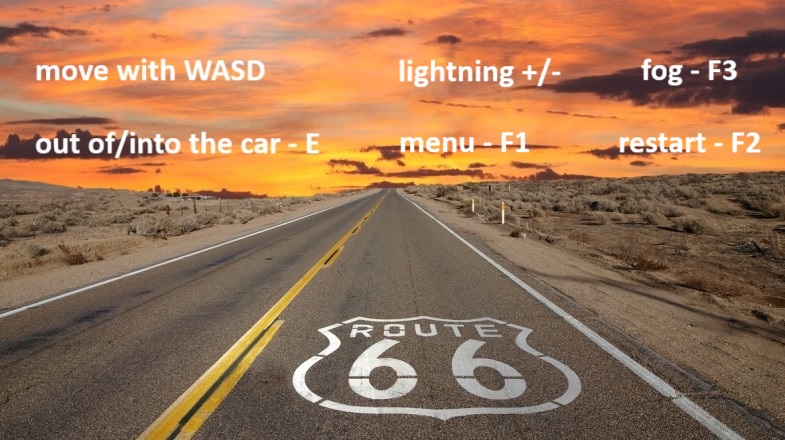 move with WASD
lightning +/-
fog - F3
out of/into the car - E
menu - F1
restart - F2
ROUTE
66